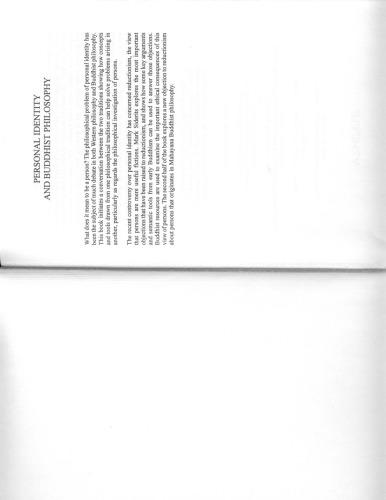 PERSONAL IDENTITY
AND BUDDHIST PHILOSOPHY
What does it mean to be a person? The philosophical problem of personal identity has
been the subject of much debate in both Western philosophy and Buddhist philosophy.
This book initiates a conversation between the two traditions showing how concepts
and tools drawn from one philosophical tradition can help solve problems arising in
another, particularly as regards the philosophical investigation of persons.
The recent controversy over personal identity has concerned reductionism, the view
that persons are mere useful fictions. Mark Siderits explores the most important
objections that have been raised to reductionism, and shows how some key arguments
and semantic tools from early Buddhism can be used to answer those objections.
Buddhist resources are used to examine the important ethical consequences of this
view of persons. The second half of the book explores a new objection to reductionism
about persons that originates in Mahayana Buddhist philosophy.